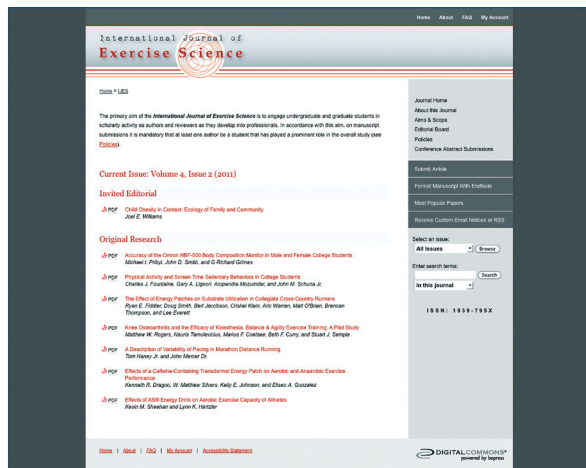 Home About FAQ My Account
International Journal of
Exercise Science
Home > IJES
The primary aim of the International Journal of Exercise Science is to engage undergraduate and graduate students in
scholarly activity as authors and reviewers as they develop into professionals. In accordance with this aim, on manuscript
submissions it is mandatory that at least one author be a student that has played a prominent role in the overall study (see
Policies).
Current Issue: Volume 4, Issue 2 (2011)
Invited Editorial
PDF Child Obesity in Context: Ecology of Family and Community
Joel E. Williams
Original Research
PDF Accuracy of the Omron HBF-500 Body Composition Monitor in Male and Female College Students
Michael I. Pribyl, John D. Smith, and G Richard Grimes
PDF Physical Activity and Screen Time Sedentary Behaviors in College Students
Charles J. Fountaine, Gary A. Liguori, Arupendra Mozumder, and John M. Schuna Jr.
PDF The Effect of Energy Patches on Substrate Utilization in Collegiate Cross-Country Runners
Ryan E. Fiddler, Doug Smith, Bert Jacobson, Crishel Klein, Aric Warren, Matt O'Brien, Brennan
Thompson, and Lee Everett
PDF Knee Osteoarthritis and the Efficacy of Kinesthesia, Balance & Agility Exercise Training: A Pilot Study
Matthew W. Rogers, Nauris Tamulevicius, Marius F. Coetsee, Beth F. Curry, and Stuart J. Semple
PDF A Description of Variability of Pacing in Marathon Distance Running
Tom Haney Jr. and John Mercer Dr.
PDF Effects of a Caffeine-Containing Transdermal Energy Patch on Aerobic and Anaerobic Exercise
Performance
Kenneth R. Dragoo, W. Matthew Silvers, Kelly E. Johnson, and Eliseo A. Gonzalez
PDF Effects of XSIII Energy Drink on Aerobic Exercise Capacity of Athletes
Kevin M. Sheehan and Lynn K. Hartzler
Journal Home
About this Journal
Aims & Scope
Editorial Board
Policies
Conference Abstract Submissions
Submit Article
Format Manuscript With EndNote
Most Popular Papers
Receive Custom Email Notices or RSS
Select an issue:
All Issues Browse
Enter search terms:
Search
in this journal
ISSN: 1939-795X
Home | About | FAQ | My Account | Accessibility Statement
DIGITALCOMMONS®
powered by bepress